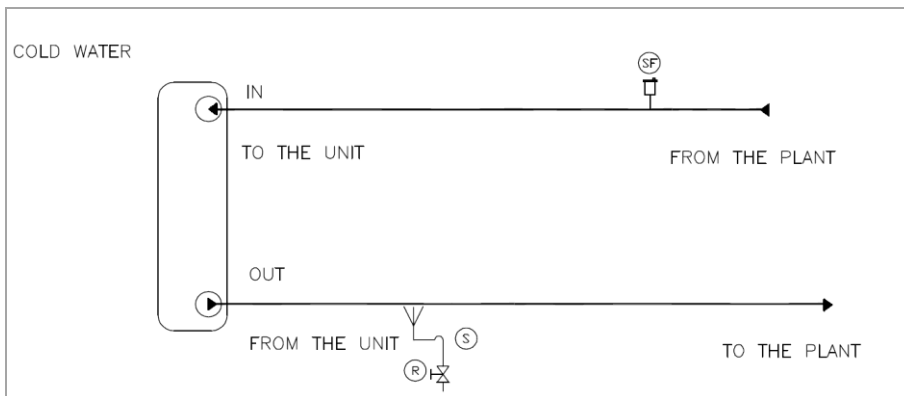 COLD WATER
SF
IN
TO THE UNIT
FROM THE PLANT
OUT
FROM THE UNIT
S
TO THE PLANT
R